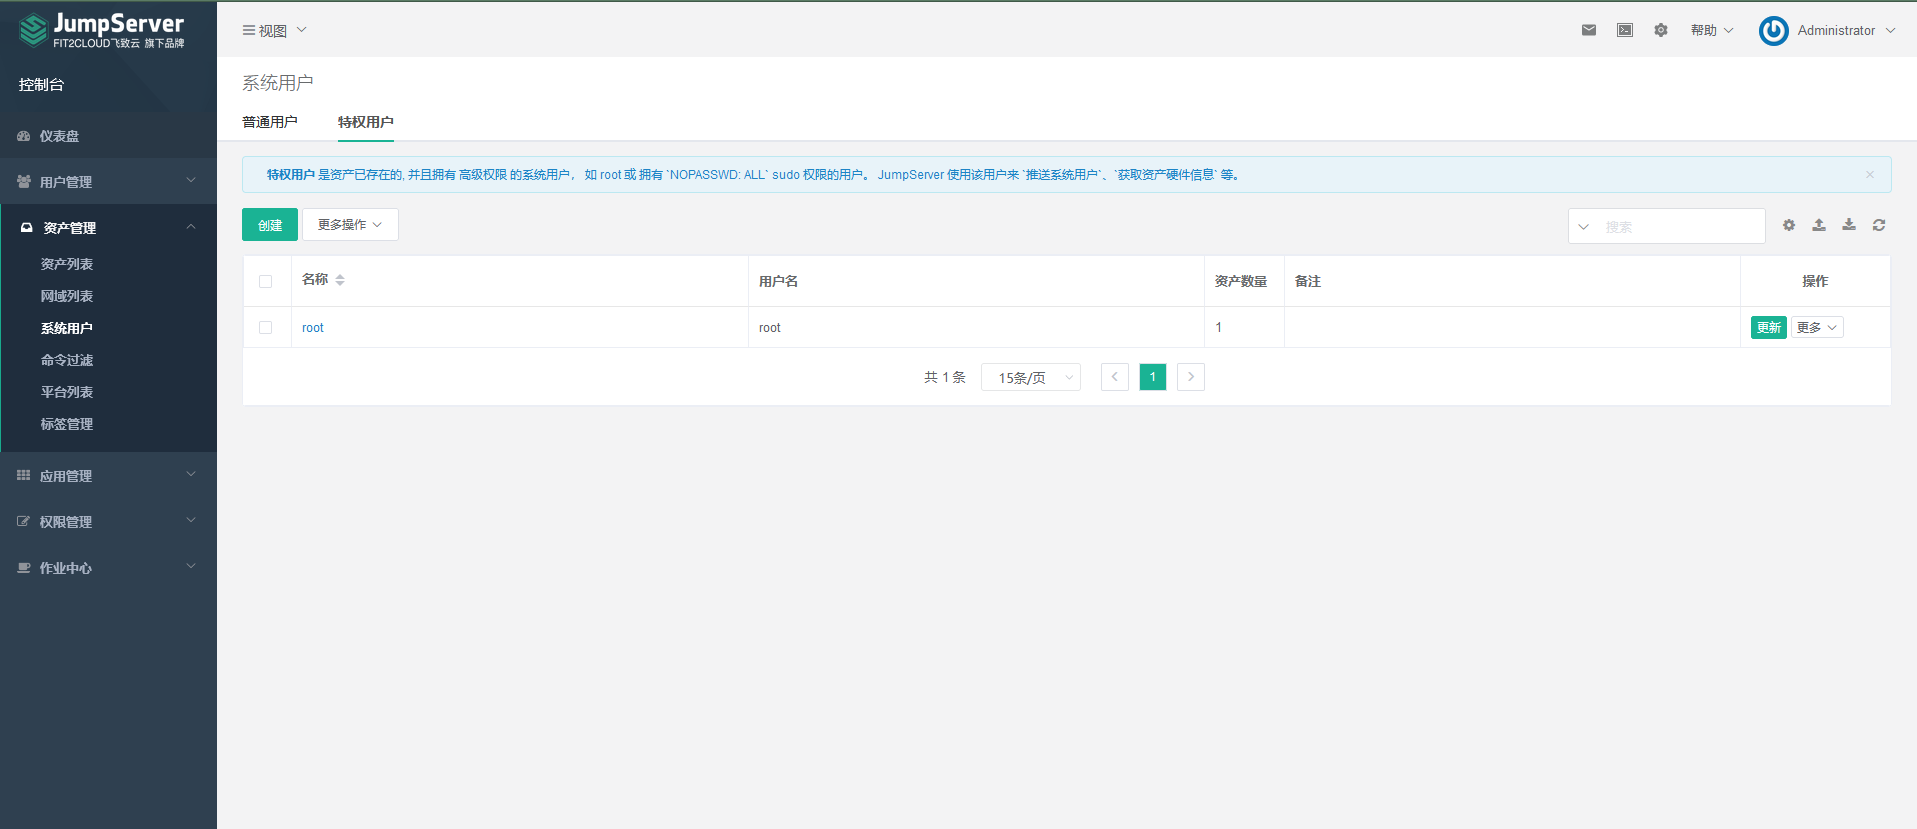 JumpServer
FIT2CLOUD飞致云 旗下品牌
控制台
仪表盘
用户管理
资产管理
资产列表
网域列表
系统用户
命令过滤
平台列表
标签管理
应用管理
权限管理
作业中心
视图
帮助
Administrator
系统用户
普通用户
特权用户
特权用户 是资产已存在的, 并且拥有 高级权限 的系统用户， 如 root 或 拥有 `NOPASSWD: ALL` sudo 权限的用户。 JumpServer 使用该用户来 `推送系统用户`、`获取资产硬件信息` 等。
创建
更多操作
搜索
名称 用户名 资产数量 备注 操作
root root 1 更新 更多
共 1 条 15条/页 1